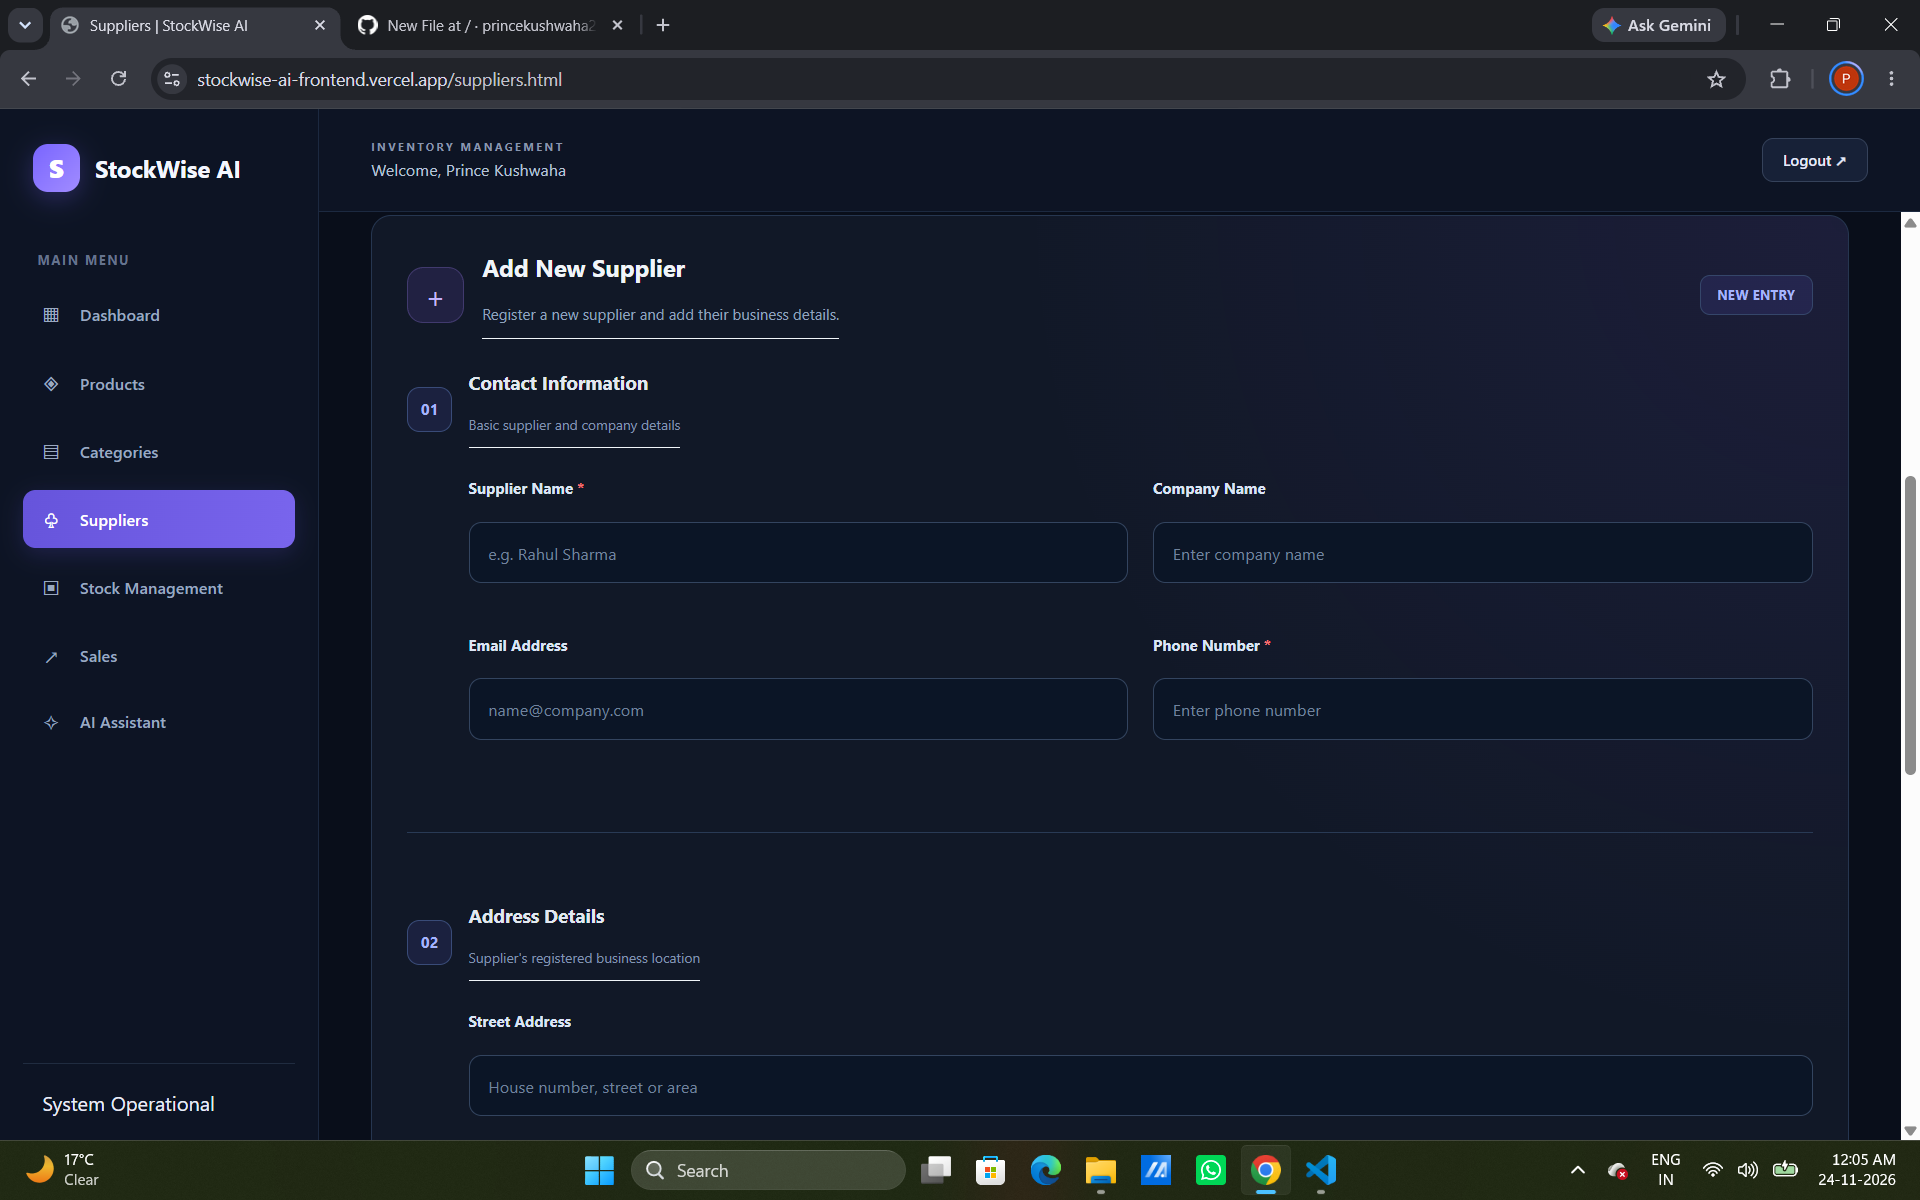 Suppliers | StockWise AI
New File at / · princekushwaha2
Ask Gemini
stockwise-ai-frontend.vercel.app/suppliers.html
P
S
StockWise AI
INVENTORY MANAGEMENT
Welcome, Prince Kushwaha
Logout ↗
MAIN MENU
Dashboard
Products
Categories
Suppliers
Stock Management
Sales
AI Assistant
System Operational
+
Add New Supplier
Register a new supplier and add their business details.
NEW ENTRY
01
Contact Information
Basic supplier and company details
Supplier Name *
Company Name
e.g. Rahul Sharma
Enter company name
Email Address
Phone Number *
name@company.com
Enter phone number
02
Address Details
Supplier's registered business location
Street Address
House number, street or area
17°C
Clear
Search
ENG
IN
12:05 AM
24-11-2026